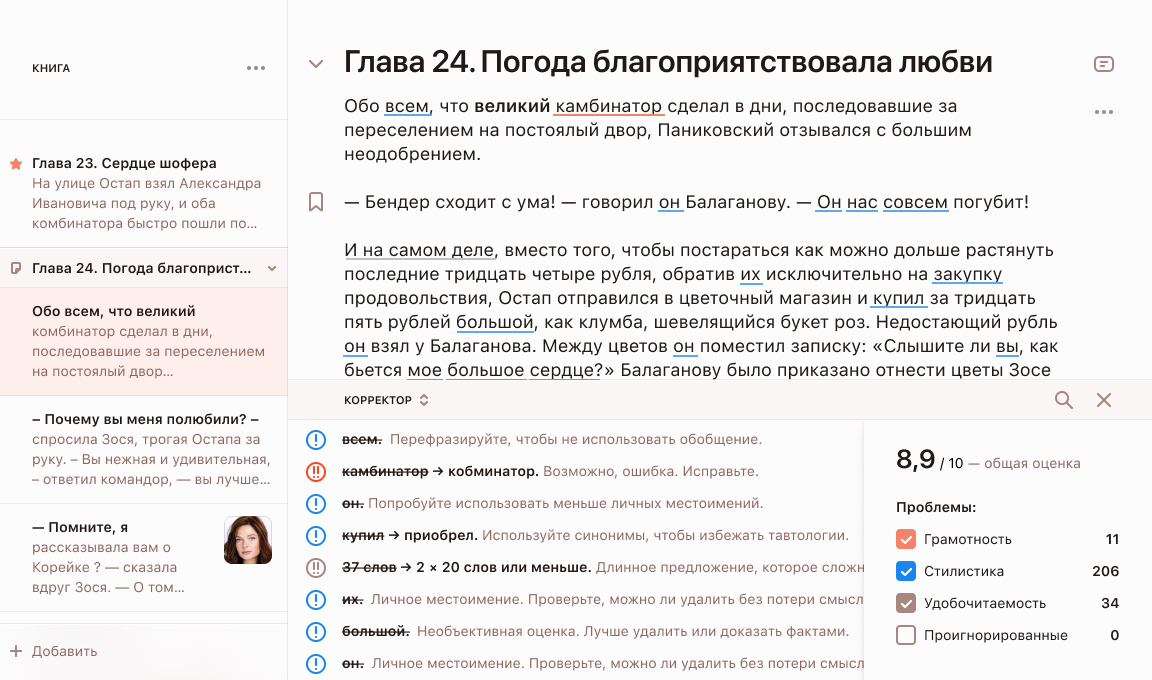 КНИГА
Глава 23. Сердце шофера
На улице Остап взял Александра
Ивановича под руку, и оба
комбинатора быстро пошли по…
Глава 24. Погода благоприст…
Обо всем, что великий
комбинатор сделал в дни,
последовавшие за переселением
на постоялый двор…
– Почему вы меня полюбили? –
спросила Зося, трогая Остапа за
руку. – Вы нежная и удивительная,
– ответил командор, — вы лучше…
— Помните, я
рассказывала вам о
Корейке ? — сказала
вдруг Зося. — О том…
Добавить
Глава 24. Погода благоприятствовала любви
Обо всем, что великий камбинатор сделал в дни, последовавшие за
переселением на постоялый двор, Паниковский отзывался с большим
неодобрением.
— Бендер сходит с ума! — говорил он Балаганову. — Он нас совсем погубит!
И на самом деле, вместо того, чтобы постараться как можно дольше растянуть
последние тридцать четыре рубля, обратив их исключительно на закупку
продовольствия, Остап отправился в цветочный магазин и купил за тридцать
пять рублей большой, как клумба, шевелящийся букет роз. Недостающий рубль
он взял у Балаганова. Между цветов он поместил записку: «Слышите ли вы, как
бьется мое большое сердце?» Балаганову было приказано отнести цветы Зосе
КОРРЕКТОР
всем. Перефразируйте, чтобы не использовать обобщение.
камбинатор → кобминатор. Возможно, ошибка. Исправьте.
он. Попробуйте использовать меньше личных местоимений.
купил → приобрел. Используйте синонимы, чтобы избежать тавтологии.
37 слов → 2 × 20 слов или меньше. Длинное предложение, которое сложн
их. Личное местоимение. Проверьте, можно ли удалить без потери смысл
большой. Необъективная оценка. Лучше удалить или доказать фактами.
он. Личное местоимение. Проверьте, можно ли удалить без потери смысл
8,9 / 10 — общая оценка
Проблемы:
Грамотность 11
Стилистика 206
Удобочитаемость 34
Проигнорированные 0